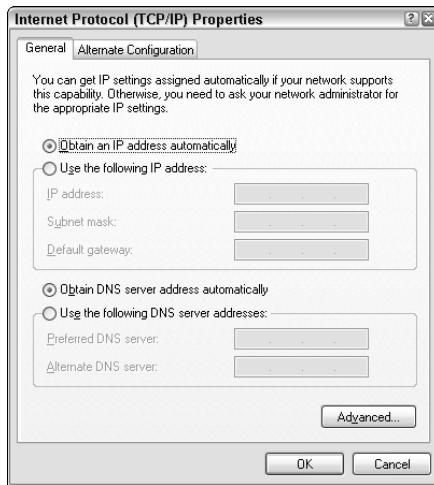 Internet Protocol (TCP/IP) Properties
General
Alternate Configuration
You can get IP settings assigned automatically if your network supports
this capability. Otherwise, you need to ask your network administrator for
the appropriate IP settings.
Obtain an IP address automatically
Use the following IP address:
IP address:
Subnet mask:
Default gateway:
Obtain DNS server address automatically
Use the following DNS server addresses:
Preferred DNS server:
Alternate DNS server:
Advanced...
OK
Cancel